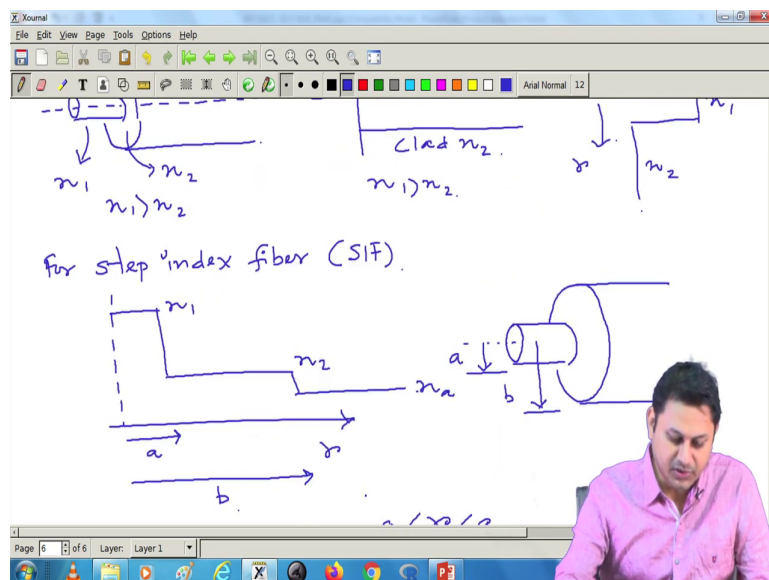 Xournal
File Edit View Page Tools Options Help
T Arial Normal 12
n1 n2
n1>n2
Clad n2.
n1>n2.
r n1
n2
For step index fiber (SIF).
n1
n2
na
a r
b
a
b
Page 6 of 6 Layer: Layer 1